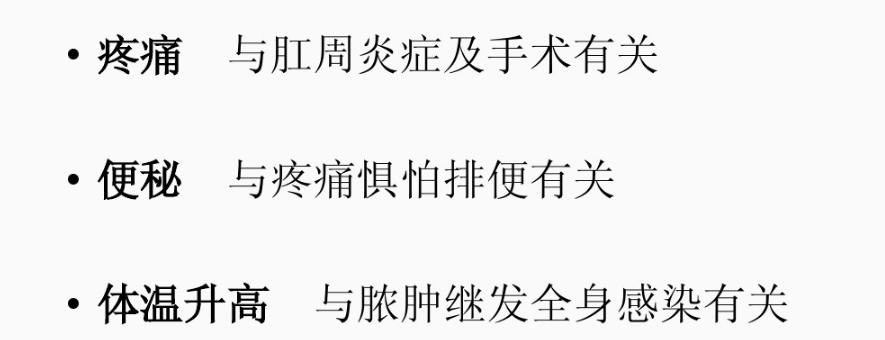 • 疼痛 与肛周炎症及手术有关
• 便秘 与疼痛惧怕排便有关
• 体温升高 与脓肿继发全身感染有关